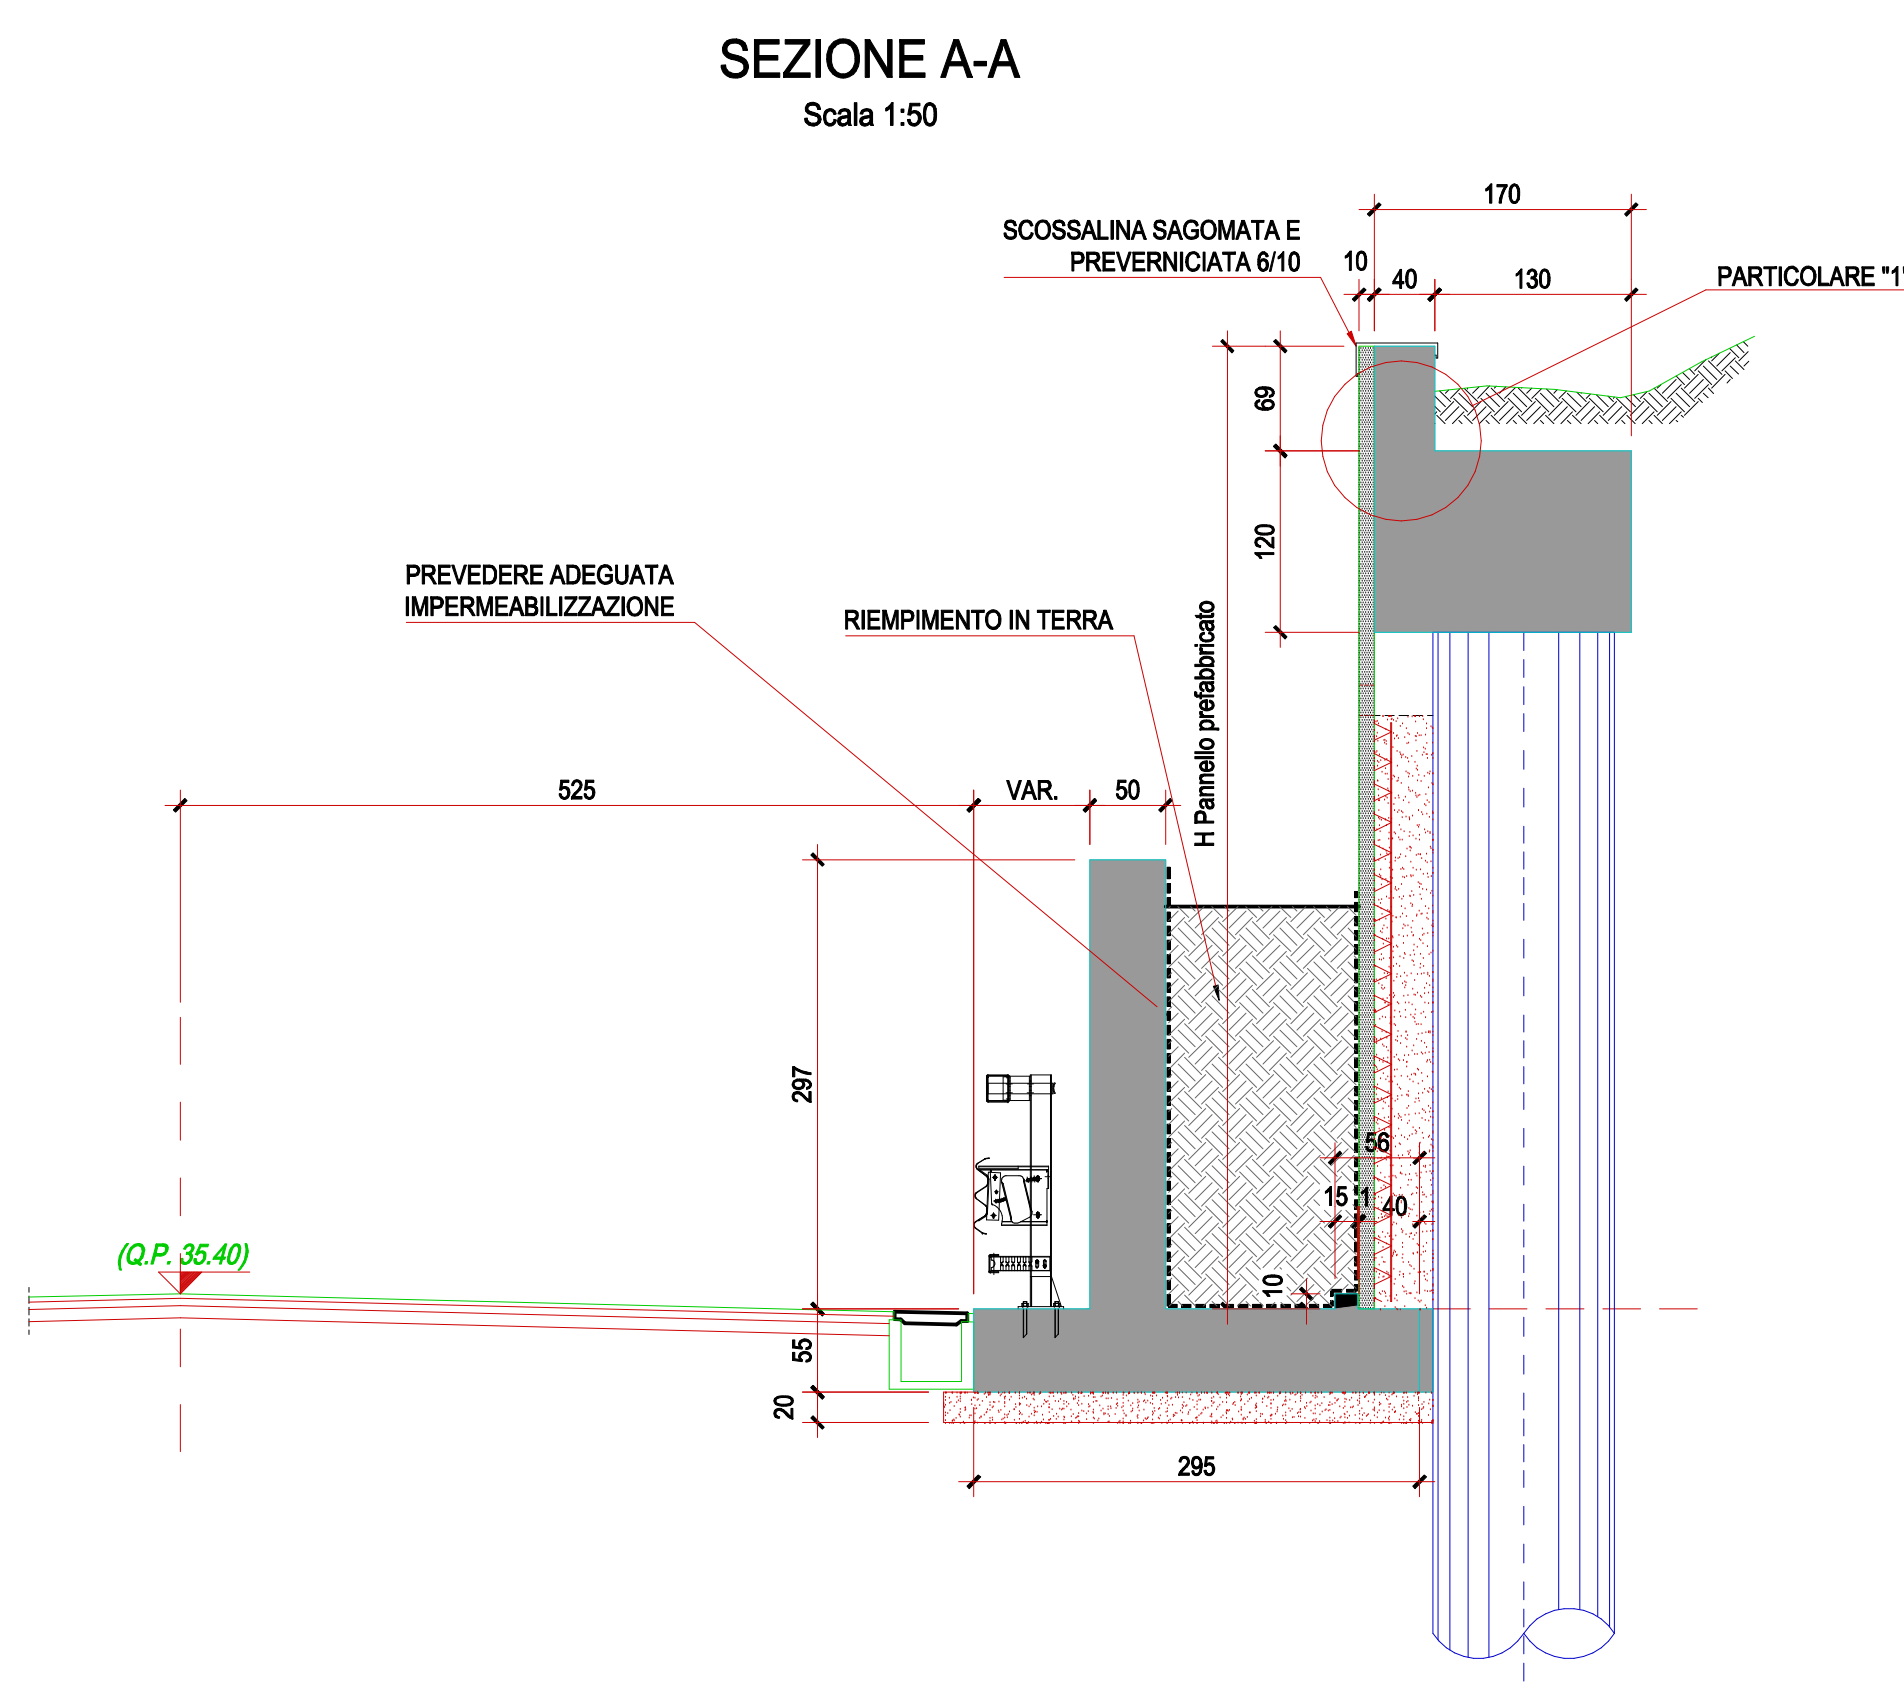 SEZIONE A-A
Scala 1:50
170
SCOSSALINA SAGOMATA E
PREVERNICIATA 6/10
10
40
130
PARTICOLARE "1"
69
120
PREVEDERE ADEGUATA
IMPERMEABILIZZAZIONE
RIEMPIMENTO IN TERRA
H Pannello prefabbricato
525
VAR.
50
297
56
15
1
40
(Q.P. 35.40)
10
55
20
295